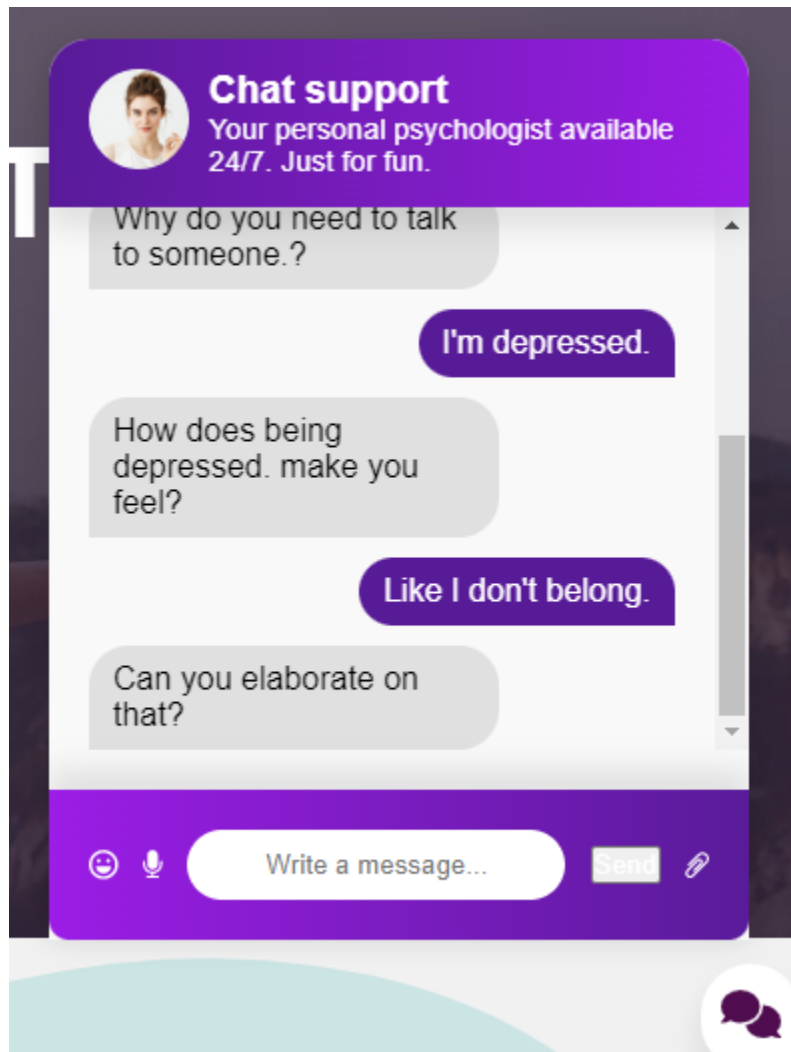 Chat support
Your personal psychologist available
24/7. Just for fun.
T
Why do you need to talk
to someone.?
I'm depressed.
How does being
depressed. make you
feel?
Like I don't belong.
Can you elaborate on
that?
Write a message...
Send